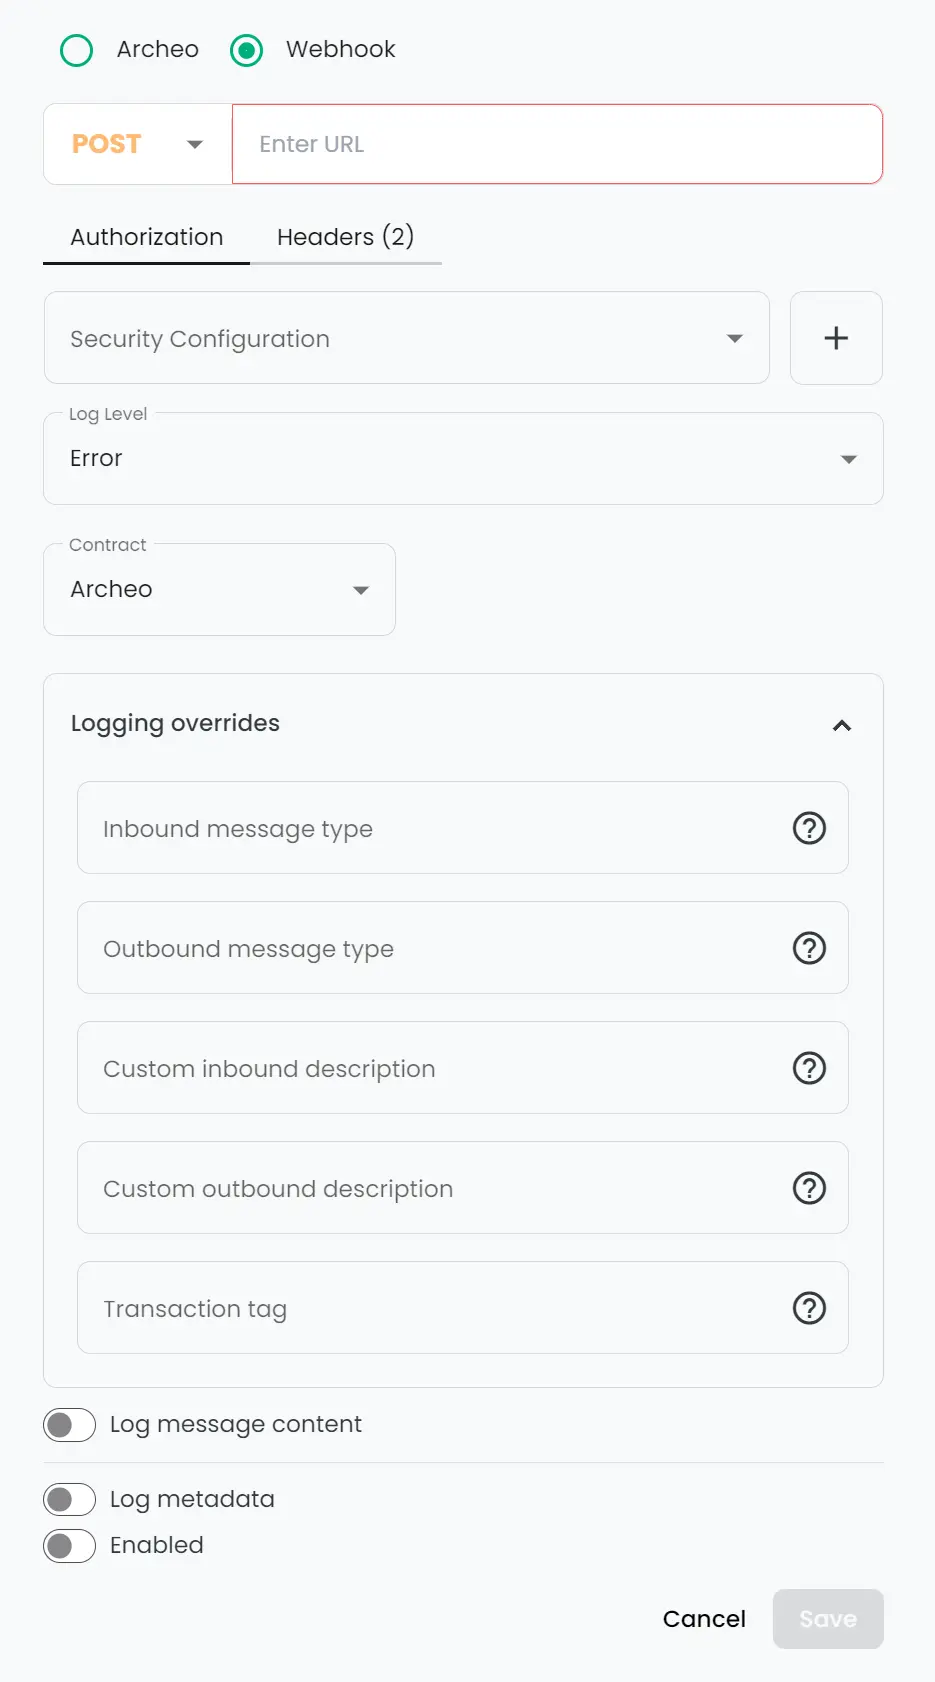 Archeo Webhook
POST Enter URL
Authorization Headers (2)
Security Configuration +
Log Level
Error
Contract
Archeo
Logging overrides
Inbound message type ?
Outbound message type ?
Custom inbound description ?
Custom outbound description ?
Transaction tag ?
Log message content
Log metadata
Enabled
Cancel Save